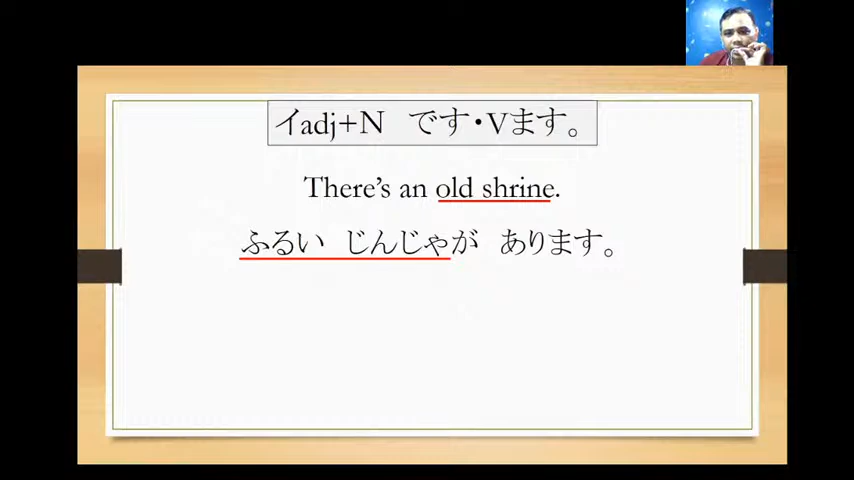 イadj+N　です・Vます。
There's an old shrine.
ふるい　じんじゃが　あります。